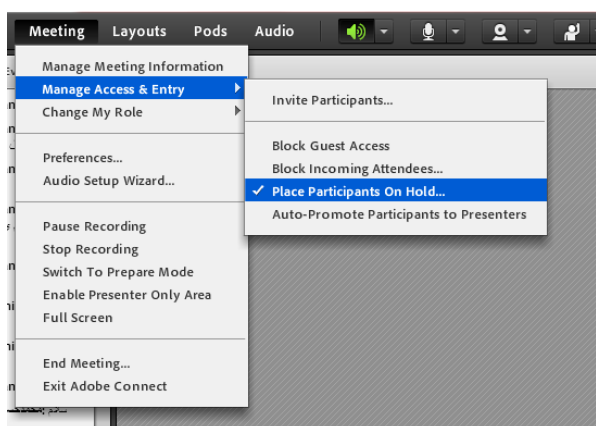 Meeting Layouts Pods Audio
Manage Meeting Information
Manage Access & Entry
Change My Role
Preferences...
Audio Setup Wizard...
Pause Recording
Stop Recording
Switch To Prepare Mode
Enable Presenter Only Area
Full Screen
End Meeting...
Exit Adobe Connect
Invite Participants...
Block Guest Access
Block Incoming Attendees...
Place Participants On Hold...
Auto-Promote Participants to Presenters